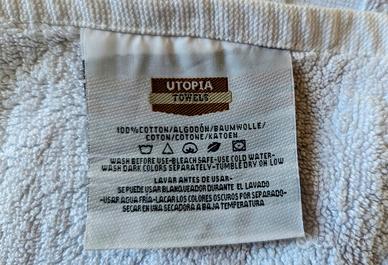 UTOPIA
TOWELS
100% COTTON/ALGODÓN/BAUMWOLLE/
COTON/COTONE/KATOEN
WASH BEFORE USE-BLEACH SAFE-USE COLD WATER-
WASH DARK COLORS SEPARATELY-TUMBLE DRY ON LOW
LAVAR ANTES DE USAR-
SE PUEDE USAR BLANQUEADOR DURANTE EL LAVADO
-USAR AGUA FRIA-LACAR LOS COLORES OSCUROS POR SEPARADO-
SECAR EN UNA SECADORA A BAJA TEMPERATURA